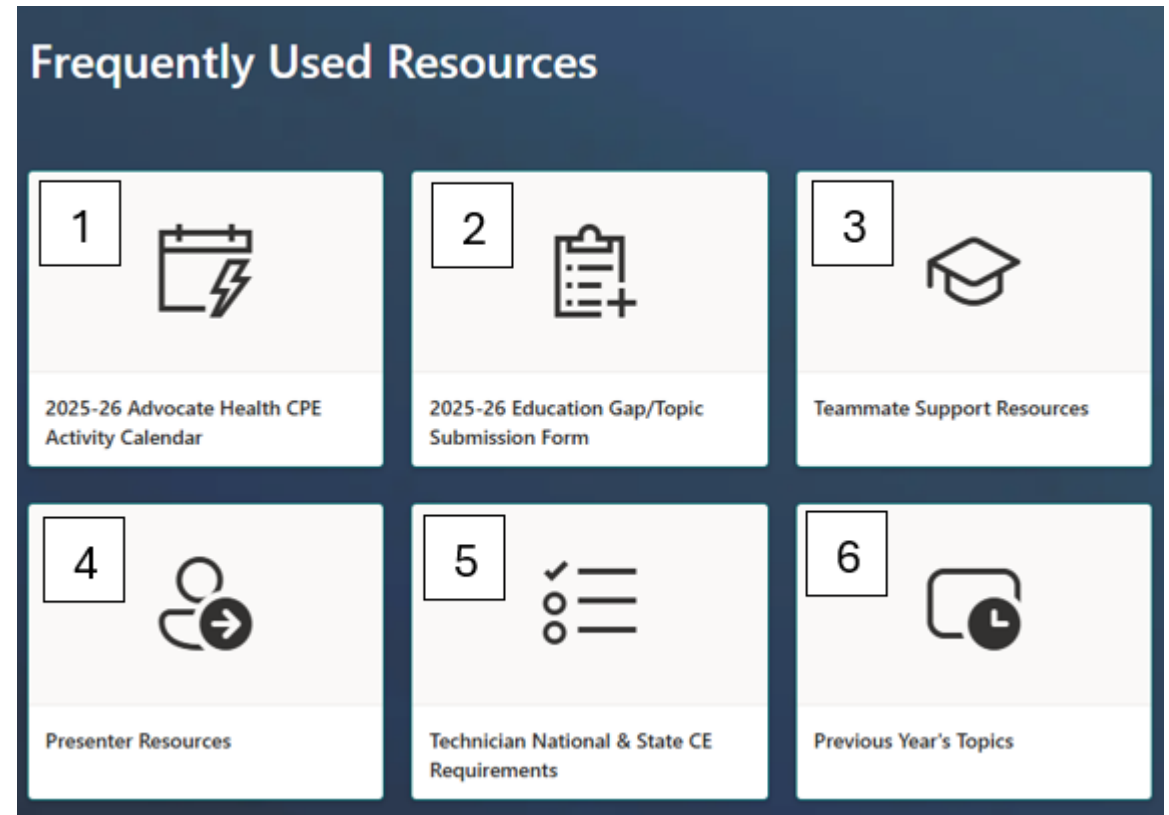 Frequently Used Resources
1
2
3
2025-26 Advocate Health CPE
Activity Calendar
2025-26 Education Gap/Topic
Submission Form
Teammate Support Resources
4
5
6
Presenter Resources
Technician National & State CE
Requirements
Previous Year's Topics